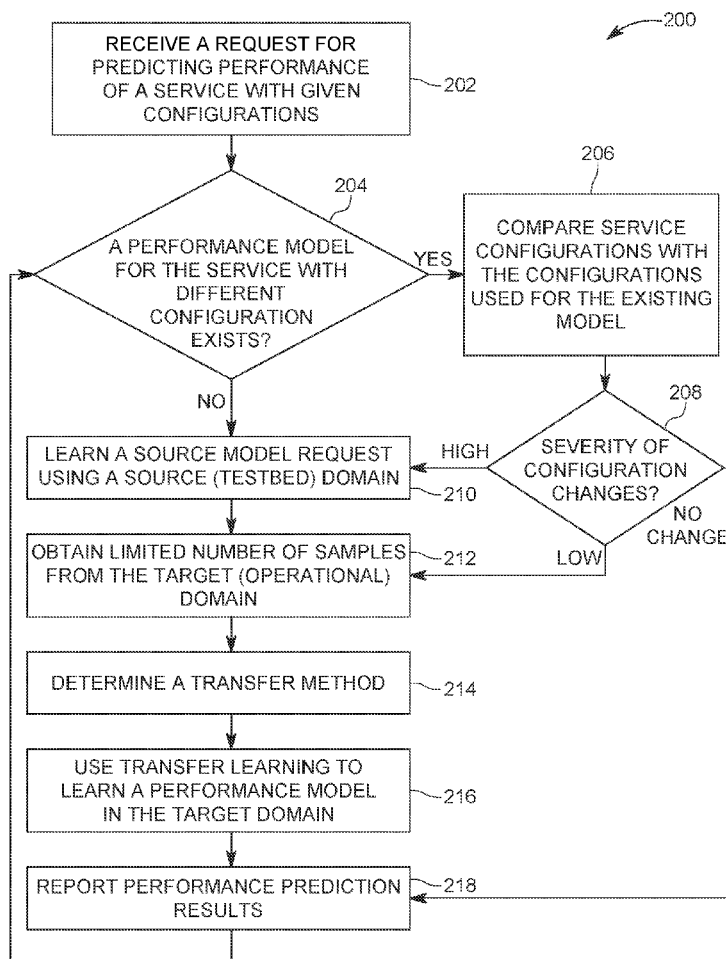 200
RECEIVE A REQUEST FOR
PREDICTING PERFORMANCE
OF A SERVICE WITH GIVEN
CONFIGURATIONS
202
204
A PERFORMANCE MODEL
FOR THE SERVICE WITH
DIFFERENT
CONFIGURATION
EXISTS?
YES
NO
206
COMPARE SERVICE
CONFIGURATIONS WITH
THE CONFIGURATIONS
USED FOR THE EXISTING
MODEL
208
SEVERITY OF
CONFIGURATION
CHANGES?
HIGH
LOW
NO
CHANGE
LEARN A SOURCE MODEL REQUEST
USING A SOURCE (TESTBED) DOMAIN
210
OBTAIN LIMITED NUMBER OF SAMPLES
FROM THE TARGET (OPERATIONAL)
DOMAIN
212
DETERMINE A TRANSFER METHOD
214
USE TRANSFER LEARNING TO
LEARN A PERFORMANCE MODEL
IN THE TARGET DOMAIN
216
REPORT PERFORMANCE PREDICTION
RESULTS
218